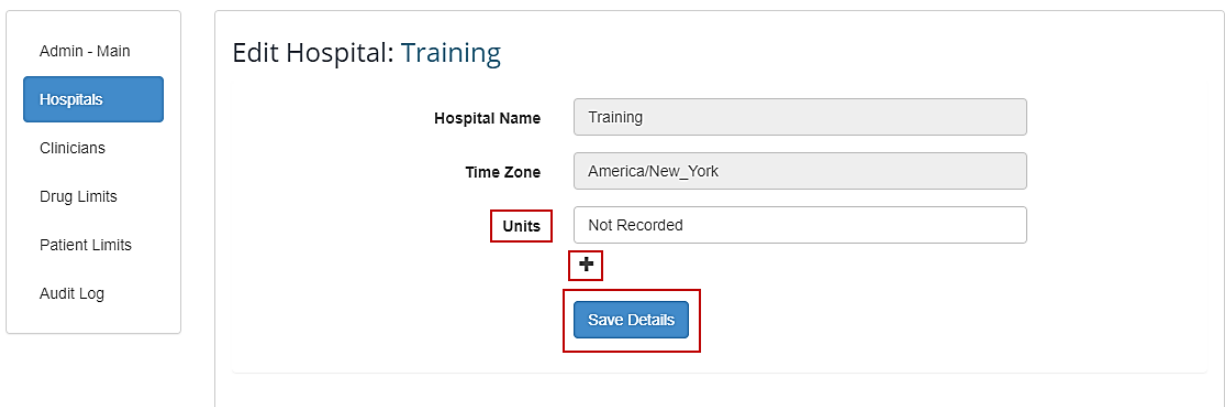 Admin - Main
Hospitals
Clinicians
Drug Limits
Patient Limits
Audit Log
Edit Hospital: Training
Hospital Name Training
Time Zone America/New_York
Units Not Recorded
+
Save Details